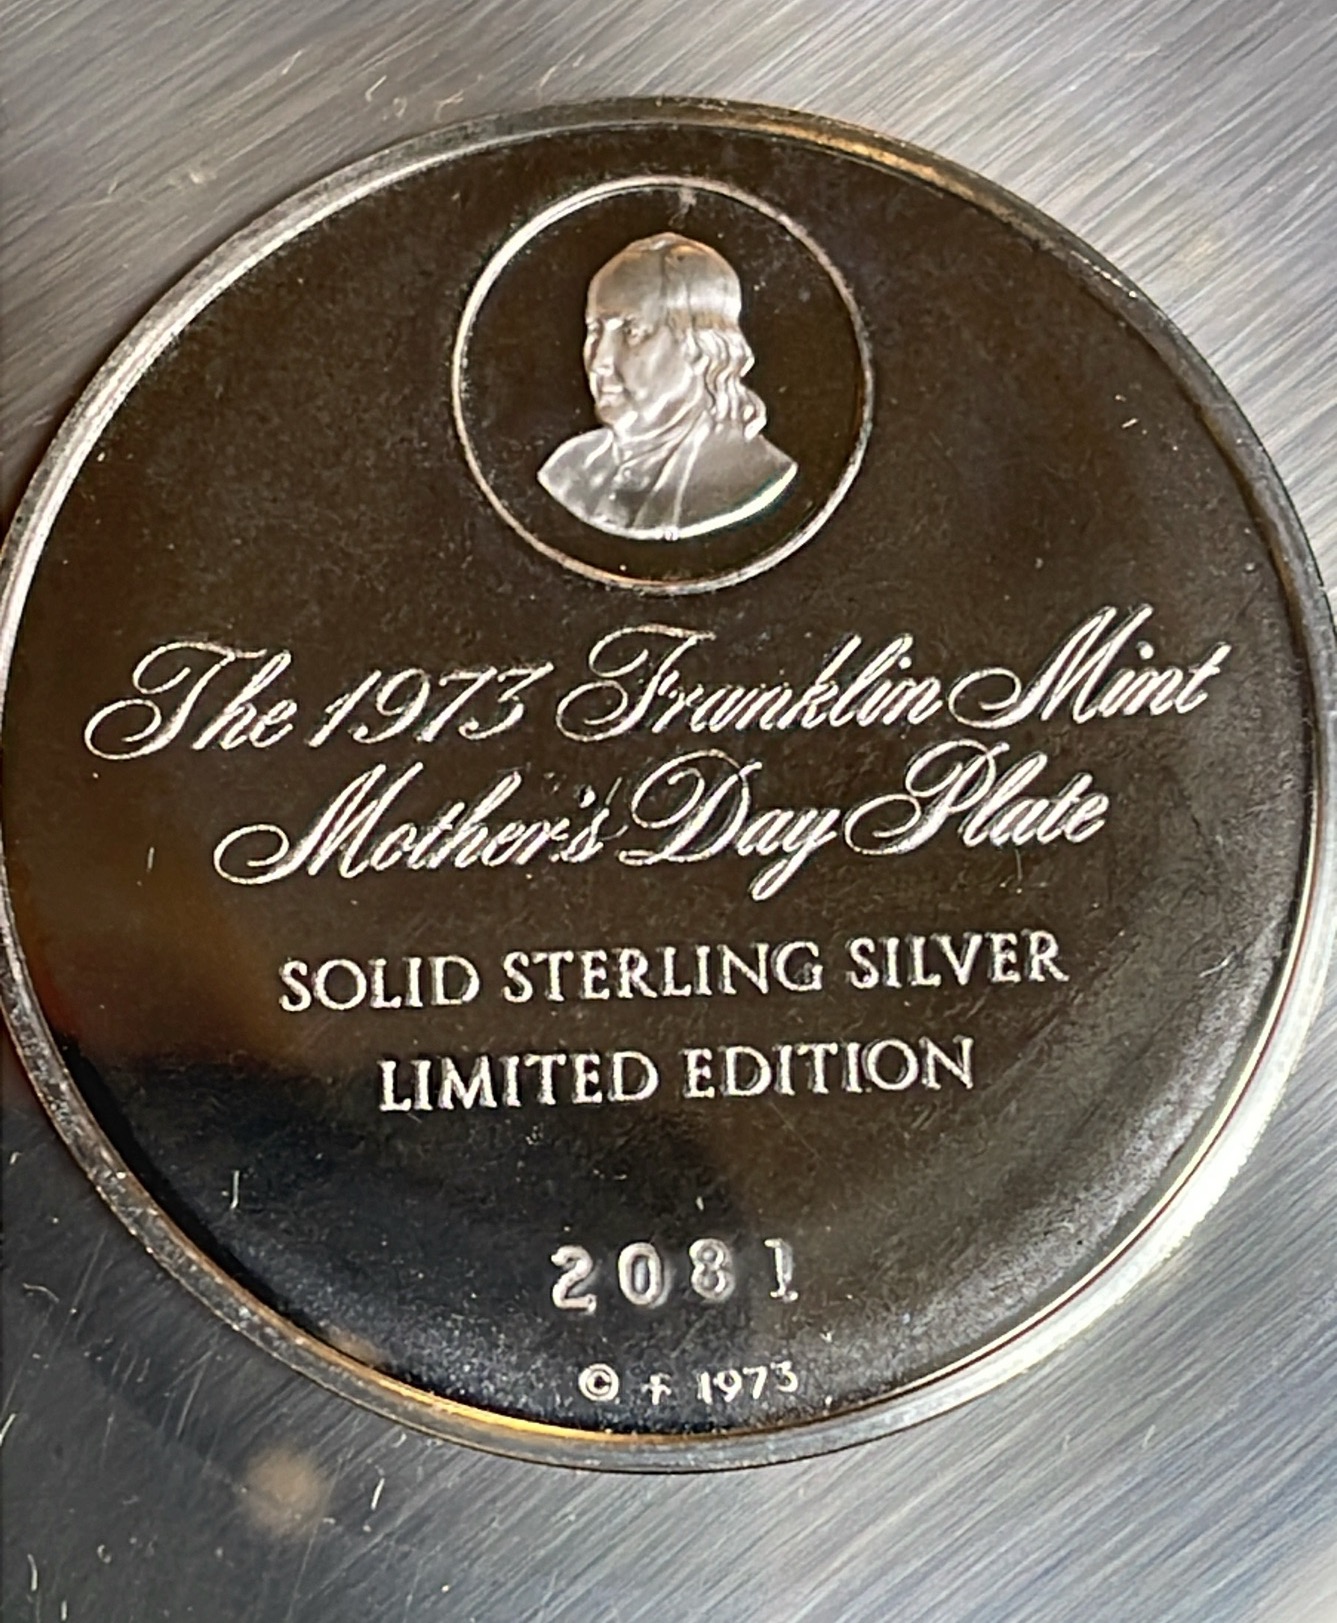 The 1973 Franklin Mint
Mother's Day Plate
SOLID STERLING SILVER
LIMITED EDITION
2081
© 1973